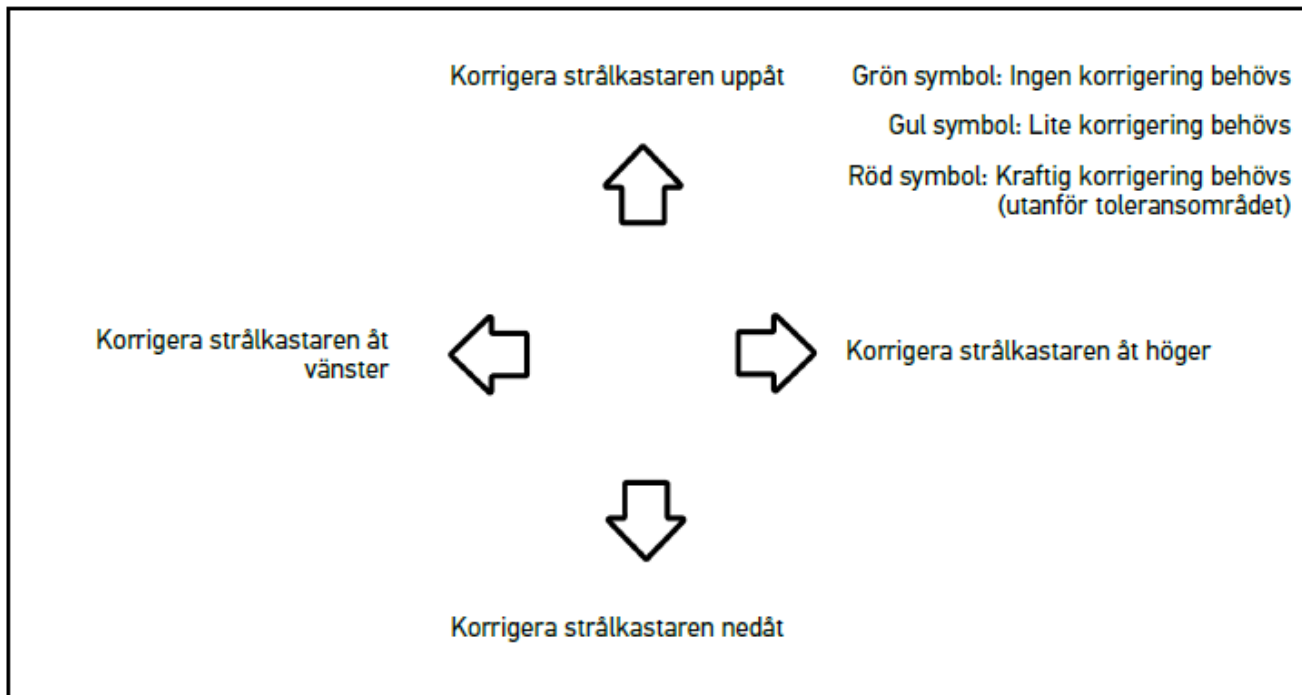 Korrigera strålkastaren uppåt
Grön symbol: Ingen korrigering behövs
Gul symbol: Lite korrigering behövs
Röd symbol: Kraftig korrigering behövs
(utanför toleransområdet)
Korrigera strålkastaren åt
vänster
Korrigera strålkastaren åt höger
Korrigera strålkastaren nedåt